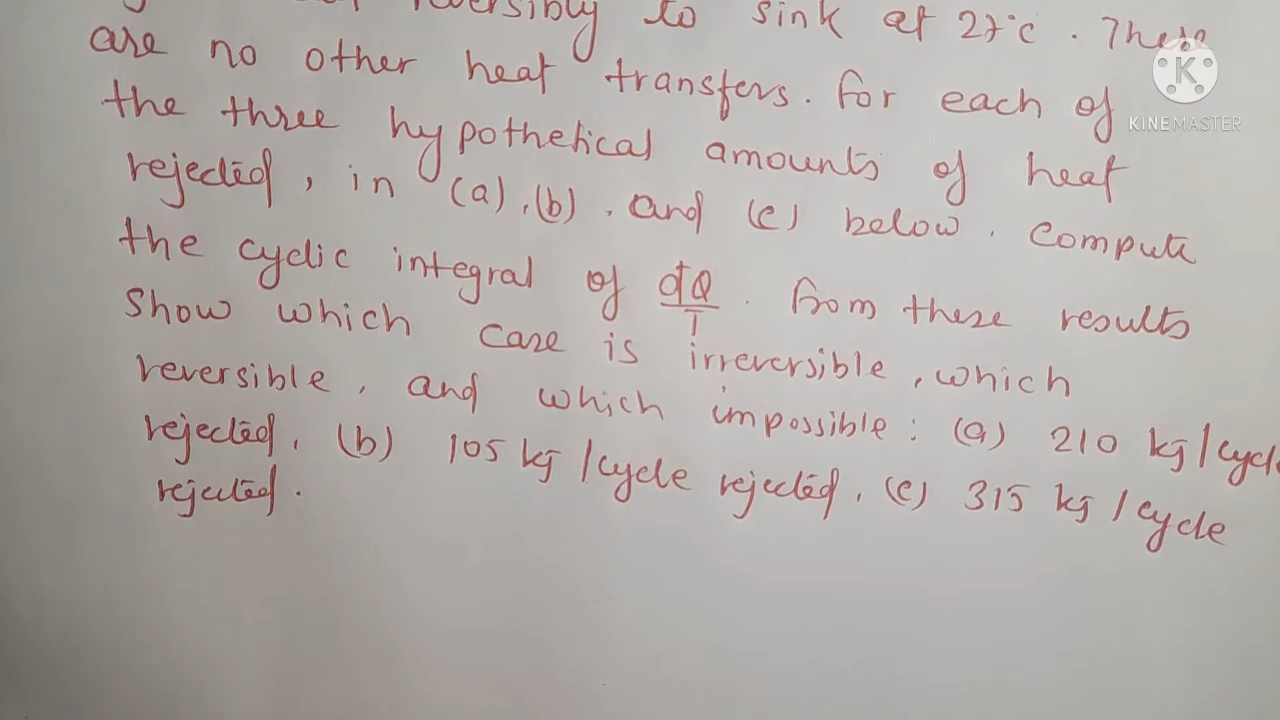 reversibly to sink at 27°c. There
are no other heat transfers. For each of
the three hypothetical amounts of heat
rejected, in (a), (b), and (c) below. Compute
the cyclic integral of dQ/T. From these results
show which case is irreversible, which
reversible, and which impossible: (a) 210 kj/cycle
rejected. (b) 105 kj/cycle rejected. (c) 315 kj/cycle
rejected.
KINEMASTER